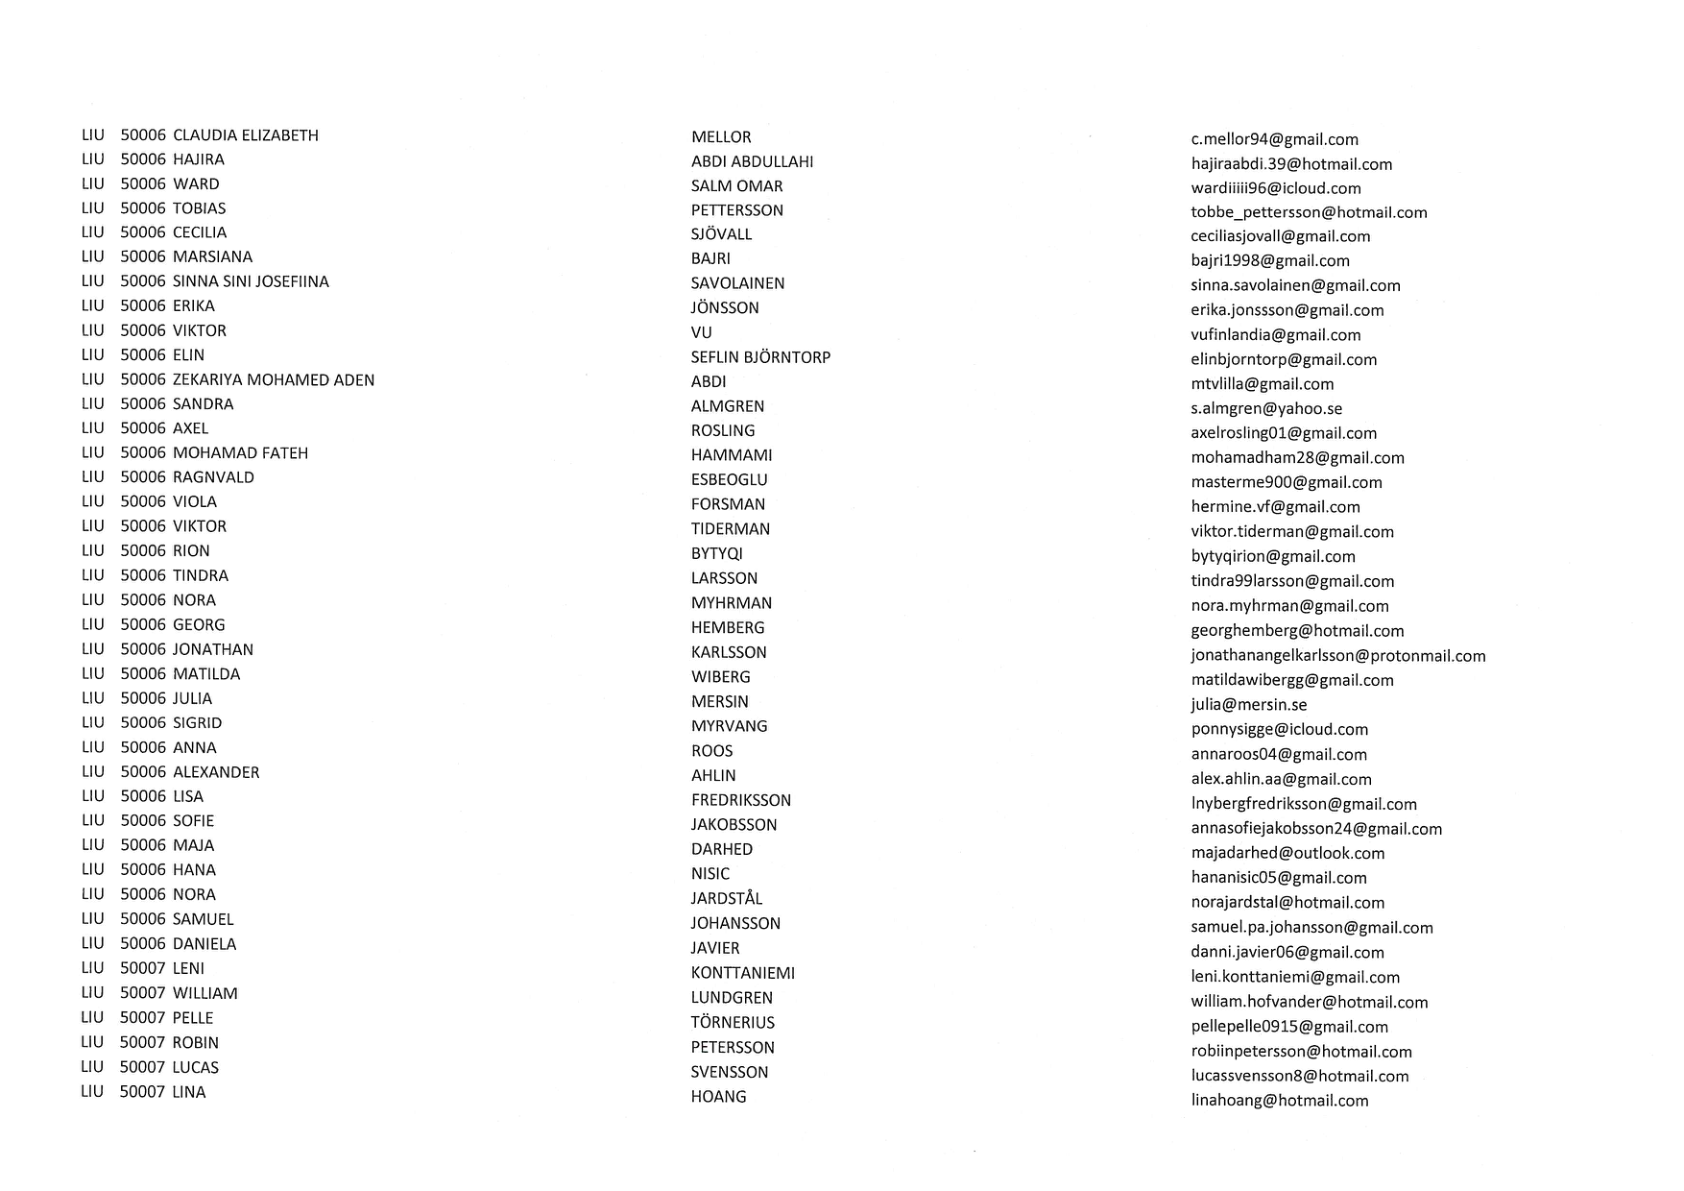 LIU 50006 CLAUDIA ELIZABETH MELLOR c.mellor94@gmail.com
LIU 50006 HAJIRA ABDI ABDULLAHI hajiraabdi.39@hotmail.com
LIU 50006 WARD SALM OMAR wardiiiii96@icloud.com
LIU 50006 TOBIAS PETTERSSON tobbe_pettersson@hotmail.com
LIU 50006 CECILIA SJÖVALL ceciliasjovall@gmail.com
LIU 50006 MARSIANA BAJRI bajri1998@gmail.com
LIU 50006 SINNA SINI JOSEFIINA SAVOLAINEN sinna.savolainen@gmail.com
LIU 50006 ERIKA JÖNSSON erika.jonssson@gmail.com
LIU 50006 VIKTOR VU vufinlandia@gmail.com
LIU 50006 ELIN SEFLIN BJÖRNTORP elinbjorntorp@gmail.com
LIU 50006 ZEKARIYA MOHAMED ADEN ABDI mtvlilla@gmail.com
LIU 50006 SANDRA ALMGREN s.almgren@yahoo.se
LIU 50006 AXEL ROSLING axelrosling01@gmail.com
LIU 50006 MOHAMAD FATEH HAMMAMI mohamadham28@gmail.com
LIU 50006 RAGNVALD ESBEOGLU masterme900@gmail.com
LIU 50006 VIOLA FORSMAN hermine.vf@gmail.com
LIU 50006 VIKTOR TIDERMAN viktor.tiderman@gmail.com
LIU 50006 RION BYTYQI bytyqirion@gmail.com
LIU 50006 TINDRA LARSSON tindra99larsson@gmail.com
LIU 50006 NORA MYHRMAN nora.myhrman@gmail.com
LIU 50006 GEORG HEMBERG georghemberg@hotmail.com
LIU 50006 JONATHAN KARLSSON jonathanangelkarlsson@protonmail.com
LIU 50006 MATILDA WIBERG matildawibergg@gmail.com
LIU 50006 JULIA MERSIN julia@mersin.se
LIU 50006 SIGRID MYRVANG ponnysigge@icloud.com
LIU 50006 ANNA ROOS annaroos04@gmail.com
LIU 50006 ALEXANDER AHLIN alex.ahlin.aa@gmail.com
LIU 50006 LISA FREDRIKSSON lnybergfredriksson@gmail.com
LIU 50006 SOFIE JAKOBSSON annasofiejakobsson24@gmail.com
LIU 50006 MAJA DARHED majadarhed@outlook.com
LIU 50006 HANA NISIC hananisic05@gmail.com
LIU 50006 NORA JARDSTÅL norajardstal@hotmail.com
LIU 50006 SAMUEL JOHANSSON samuel.pa.johansson@gmail.com
LIU 50006 DANIELA JAVIER danni.javier06@gmail.com
LIU 50007 LENI KONTTANIEMI leni.konttaniemi@gmail.com
LIU 50007 WILLIAM LUNDGREN william.hofvander@hotmail.com
LIU 50007 PELLE TÖRNERIUS pellepelle0915@gmail.com
LIU 50007 ROBIN PETERSSON robiinpetersson@hotmail.com
LIU 50007 LUCAS SVENSSON lucassvensson8@hotmail.com
LIU 50007 LINA HOANG linahoang@hotmail.com